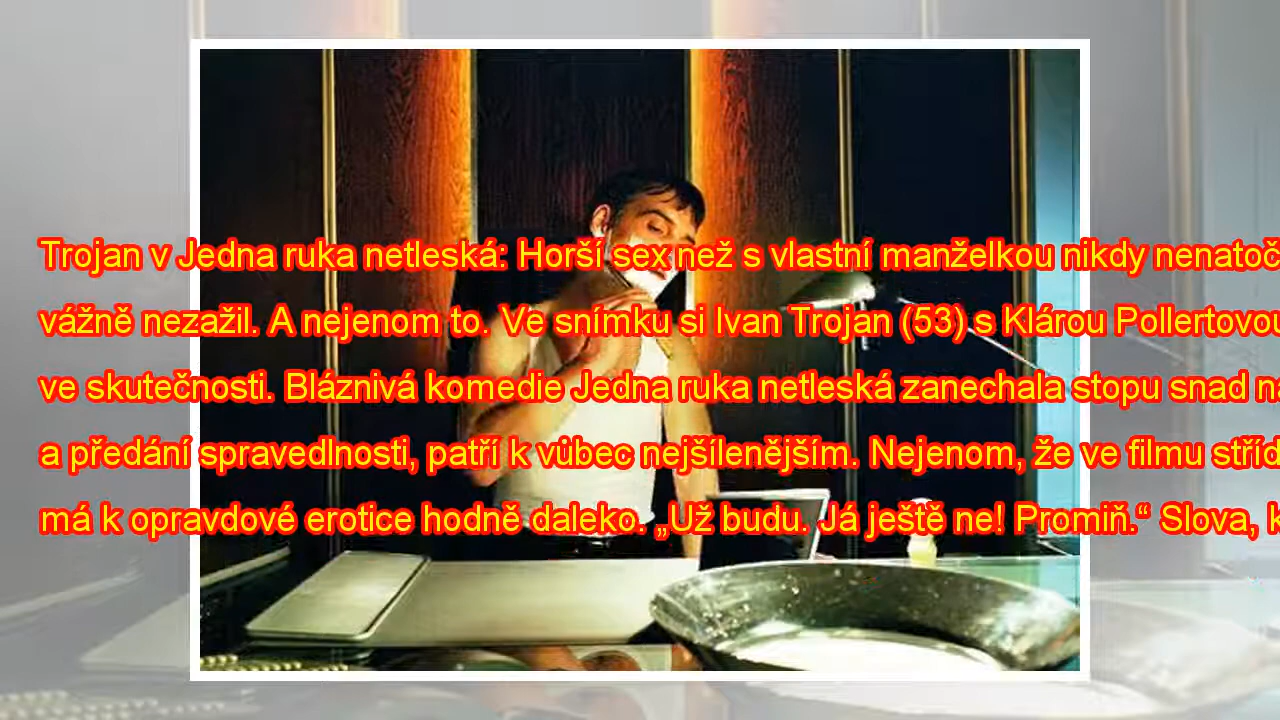 Trojan v Jedna ruka netleská: Horší sex než s vlastní manželkou nikdy nenatoč
vážně nezažil. A nejenom to. Ve snímku si Ivan Trojan (53) s Klárou Pollertovou
ve skutečnosti. Bláznivá komedie Jedna ruka netleská zanechala stopu snad na
a předání spravedlnosti, patří k vůbec nejšílenějším. Nejenom, že ve filmu stříd
má k opravdové erotice hodně daleko. „Už budu. Já ještě ne! Promiň.“ Slova, k